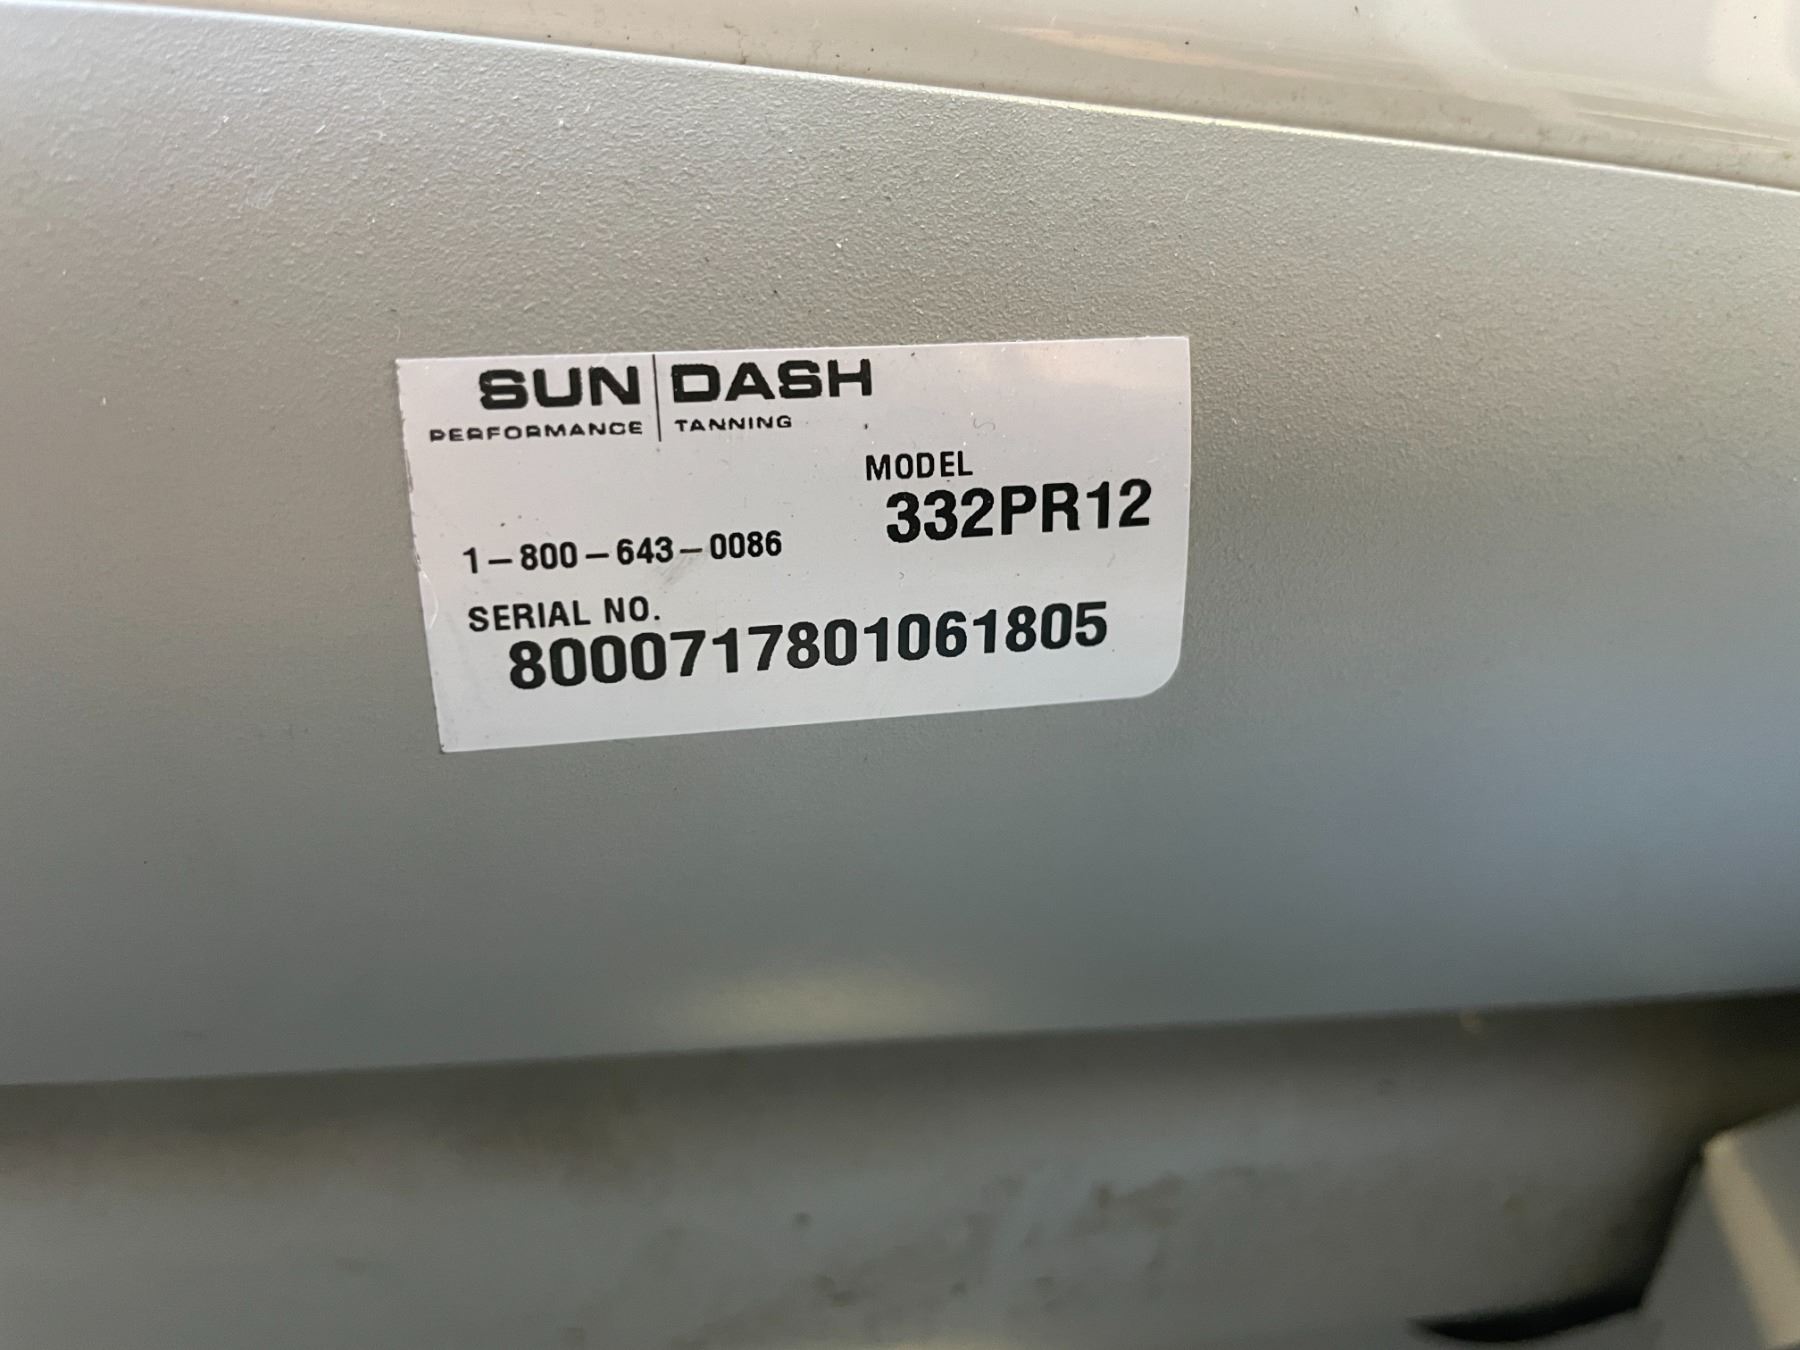 SUN | DASH
PERFORMANCE | TANNING
MODEL
332PR12
1-800-643-0086
SERIAL NO.
8000717801061805